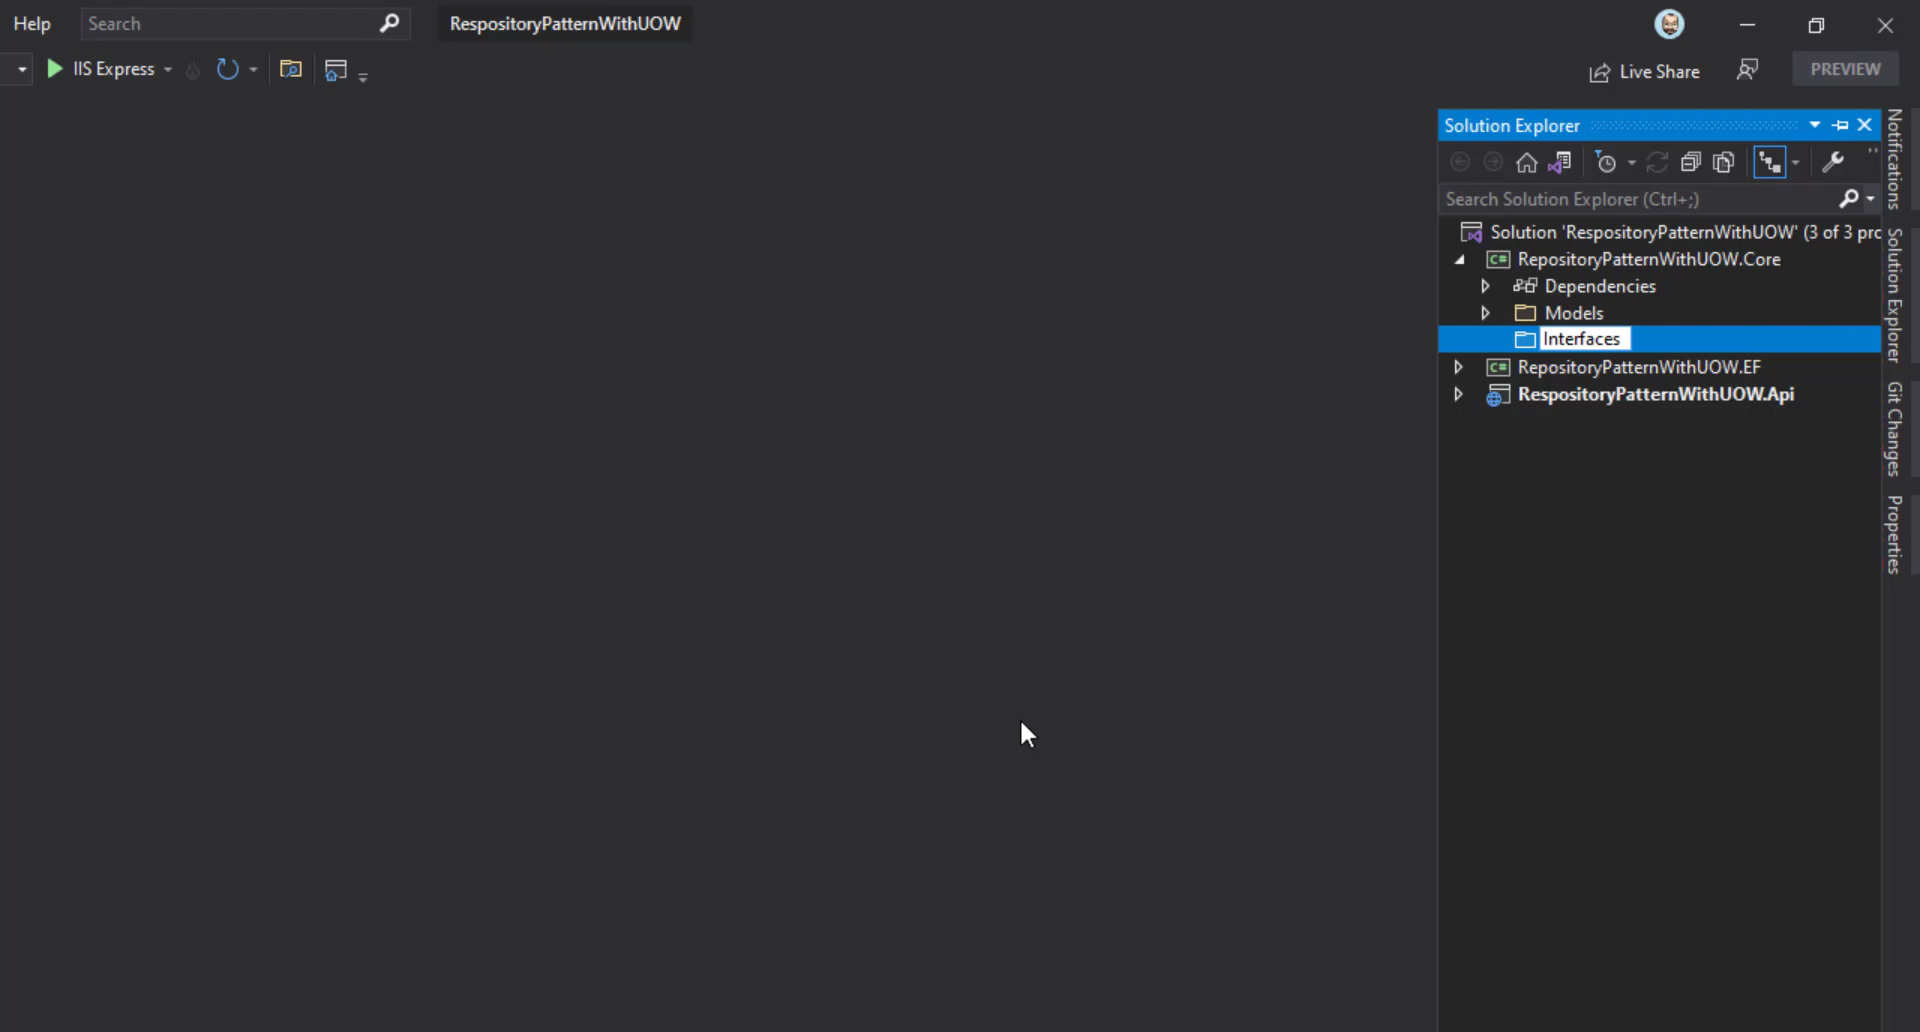 Help
Search
RespositoryPatternWithUOW
IIS Express
Live Share
PREVIEW
Solution Explorer
Search Solution Explorer (Ctrl+;)
Solution 'RespositoryPatternWithUOW' (3 of 3 prc
C# RepositoryPatternWithUOW.Core
Dependencies
Models
Interfaces
C# RepositoryPatternWithUOW.EF
RespositoryPatternWithUOW.Api
Notifications
Solution Explorer
Git Changes
Properties